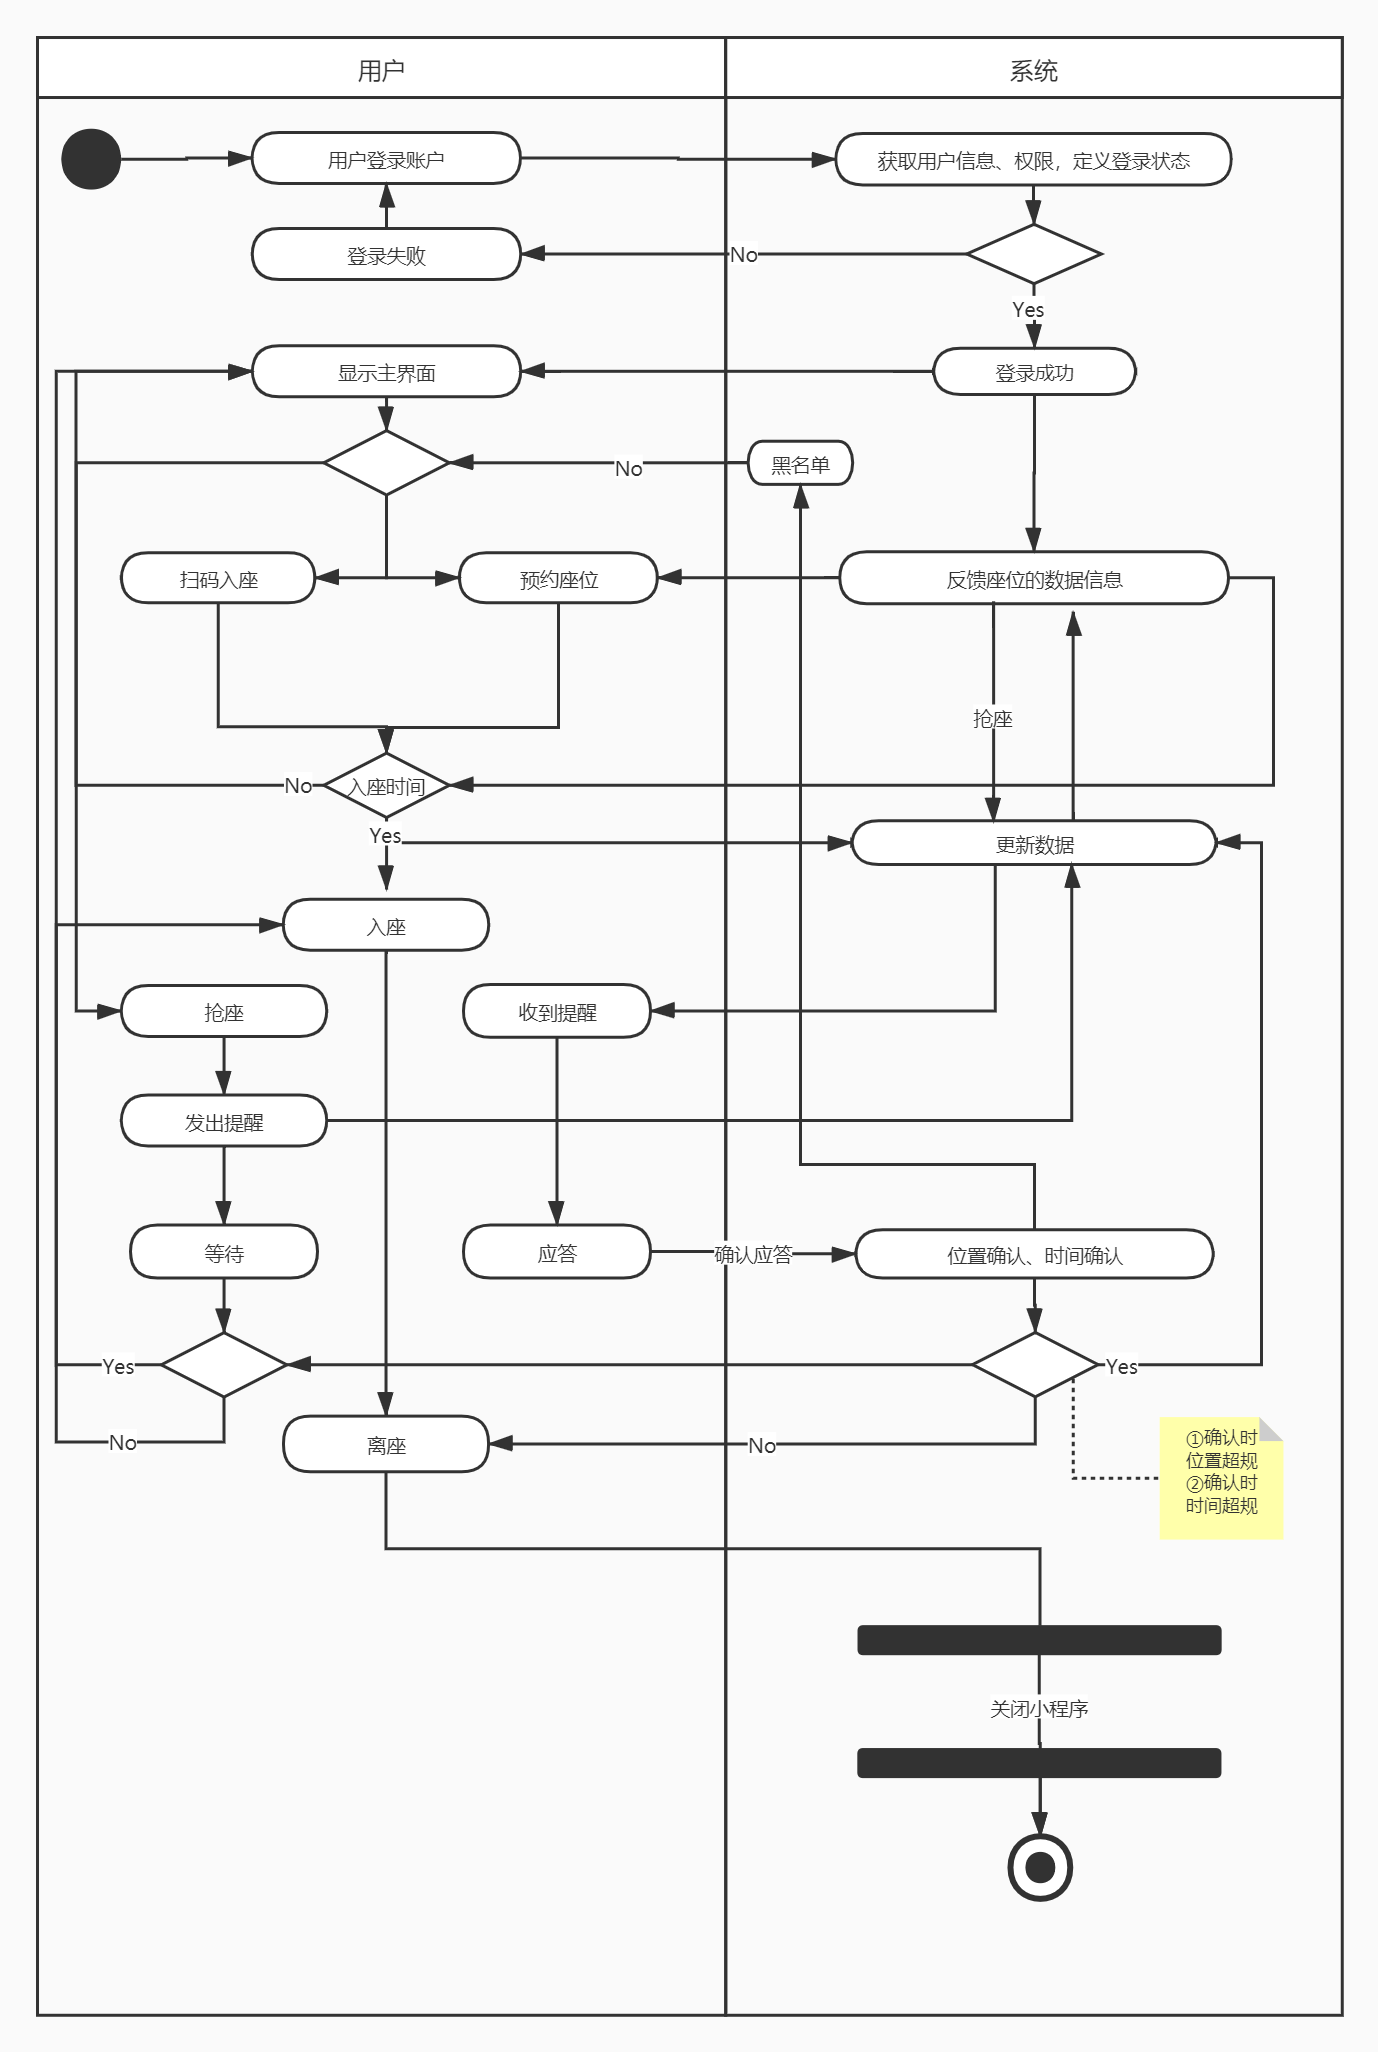 用户
系统
用户登录账户
获取用户信息、权限，定义登录状态
登录失败
No
Yes
显示主界面
登录成功
No
黑名单
扫码入座
预约座位
反馈座位的数据信息
抢座
No
入座时间
Yes
更新数据
入座
抢座
收到提醒
发出提醒
等待
应答
确认应答
位置确认、时间确认
Yes
Yes
No
离座
No
①确认时
位置超规
②确认时
时间超规
关闭小程序